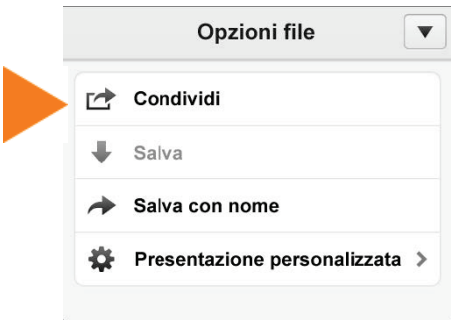 Opzioni file
Condividi
Salva
Salva con nome
Presentazione personalizzata